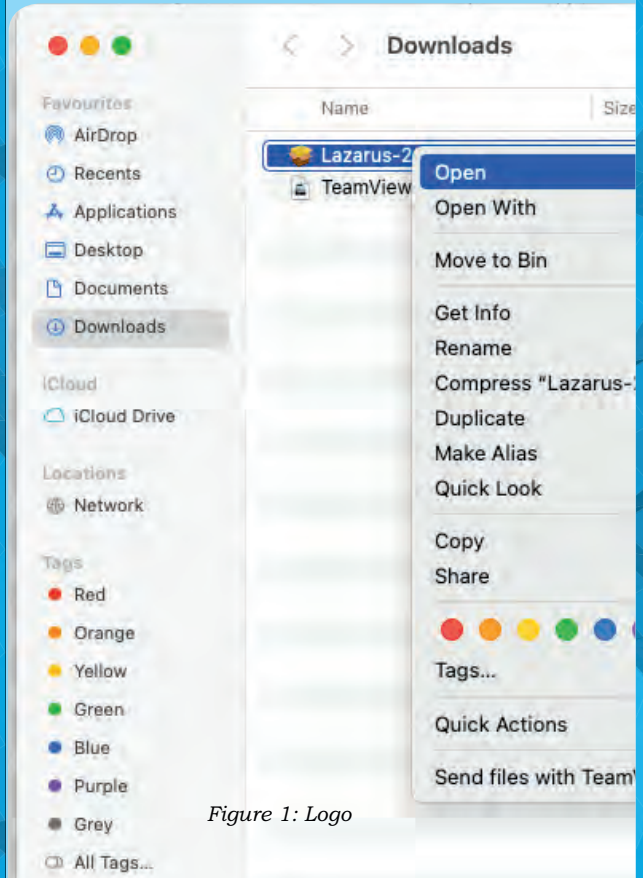 Downloads
Favourites
AirDrop
Recents
Applications
Desktop
Documents
Downloads
iCloud
iCloud Drive
Locations
Network
Tags
Red
Orange
Yellow
Green
Blue
Purple
Grey
All Tags...
Name
Size
Lazarus-2
TeamView
Open
Open With
Move to Bin
Get Info
Rename
Compress "Lazarus-2
Duplicate
Make Alias
Quick Look
Copy
Share
Tags...
Quick Actions
Send files with Team
Figure 1: Logo